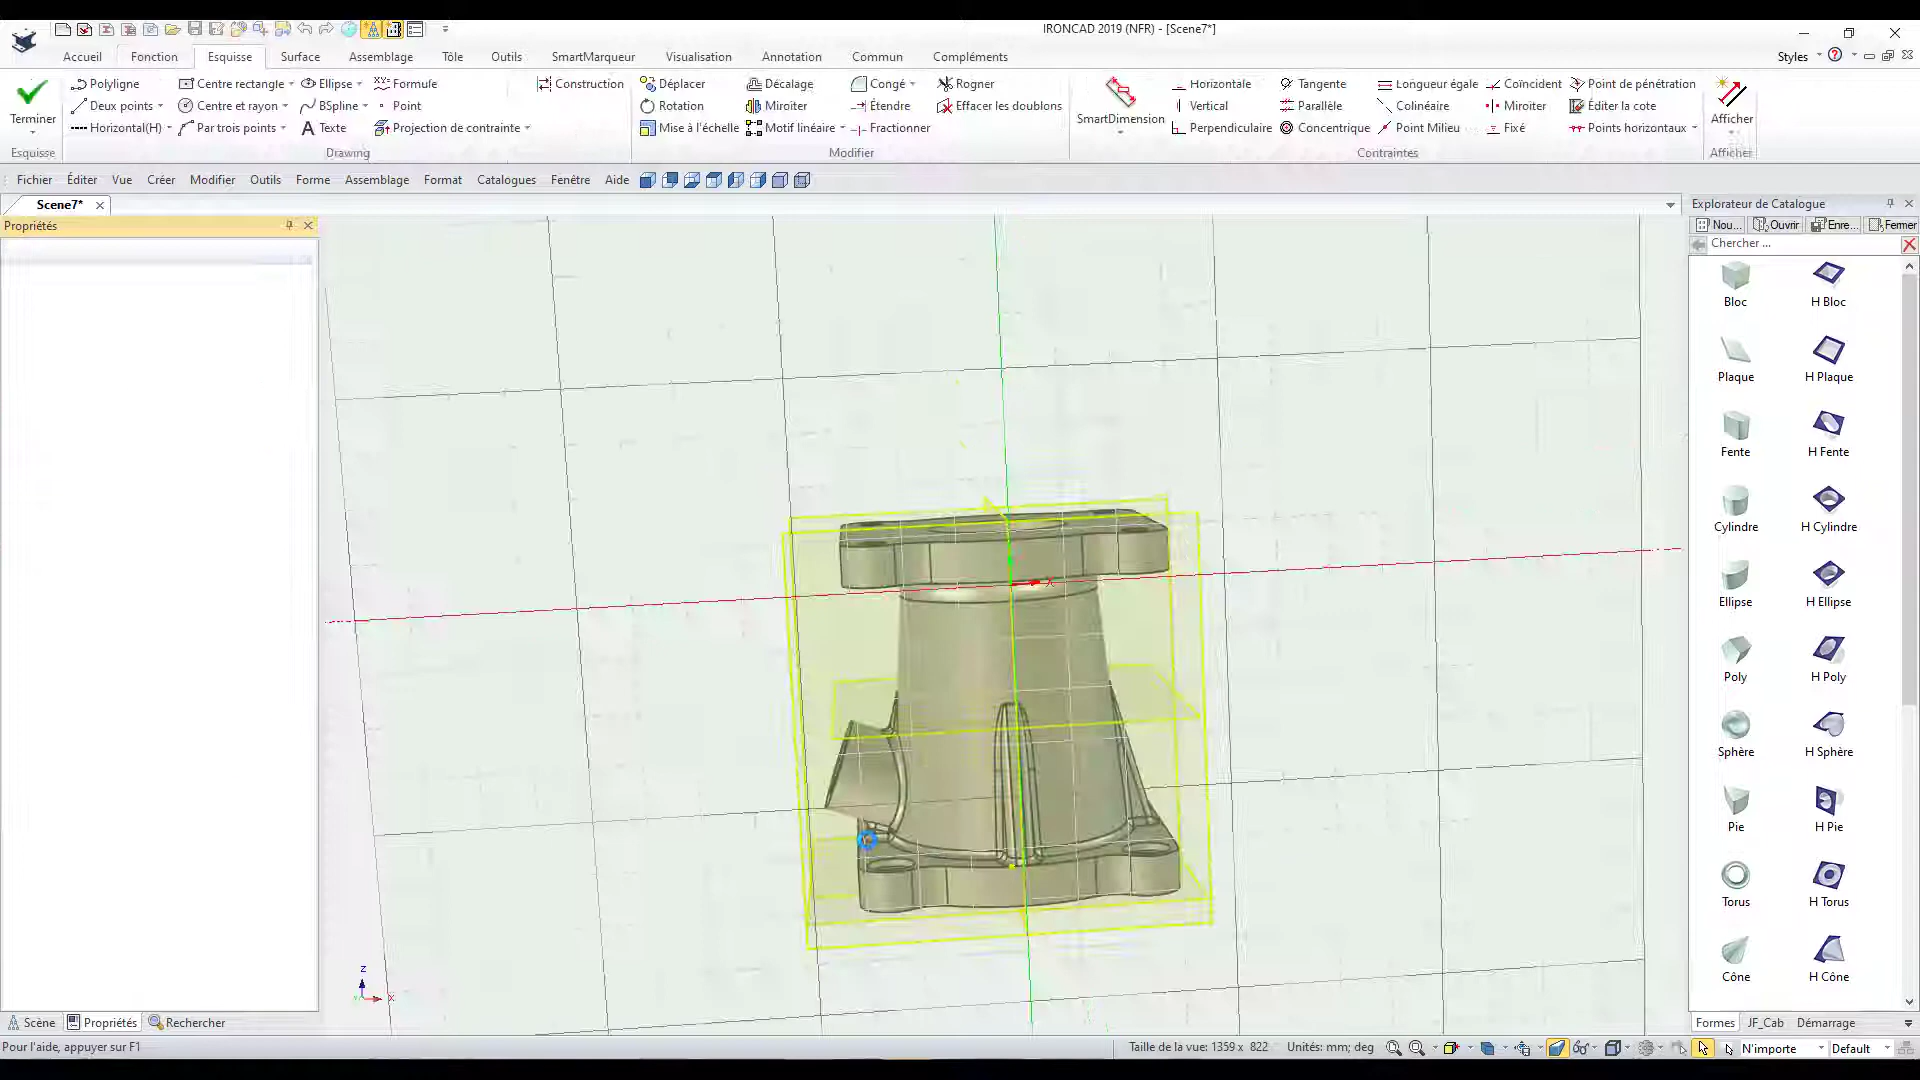 IRONCAD 2019 (NFR) - [Scene7*]
Accueil Fonction Esquisse Surface Assemblage Tôle Outils SmartMarqueur Visualisation Annotation Commun Compléments Styles
Polyligne Centre rectangle Ellipse Formule Construction Déplacer Décalage Congé Rogner Horizontale Tangente Longueur égale Coïncident Point de pénétration
Terminer Deux points Centre et rayon BSpline Point Rotation Miroiter Étendre Effacer les doublons SmartDimension Vertical Parallèle Colinéaire Miroiter Éditer la cote Afficher
Horizontal(H) Par trois points Texte Projection de contrainte Mise à l'échelle Motif linéaire Fractionner Perpendiculaire Concentrique Point Milieu Fixé Points horizontaux
Esquisse Drawing Modifier Contraintes Afficher
Fichier Éditer Vue Créer Modifier Outils Forme Assemblage Format Catalogues Fenêtre Aide
Scene7*
Explorateur de Catalogue
Propriétés
Nou... Ouvrir Enre... Fermer
Chercher ...
Bloc H Bloc
Plaque H Plaque
Fente H Fente
Cylindre H Cylindre
Ellipse H Ellipse
Poly H Poly
Sphère H Sphère
Pie H Pie
Torus H Torus
Cône H Cône
X
Z
X
Scène Propriétés Rechercher
Formes JF_Cab Démarrage
Pour l'aide, appuyer sur F1
Taille de la vue: 1359 x 822 Unités: mm; deg N'importe Default